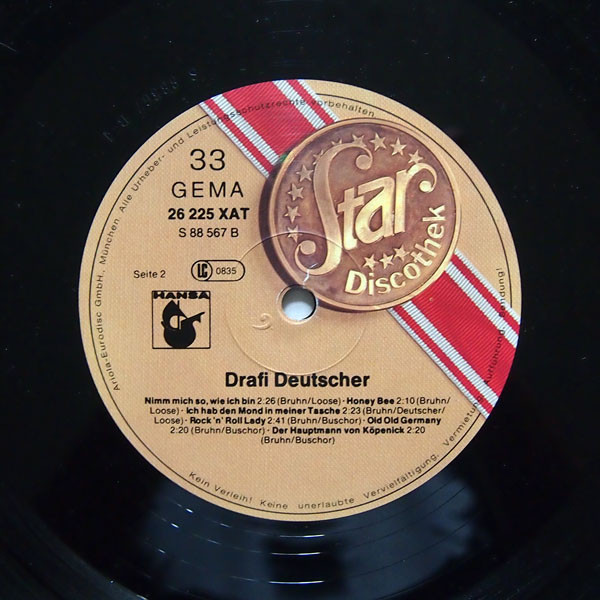 Alle Urheber- und Leistungsschutzrechte vorbehalten.
33
GEMA
26 225 XAT
S 88 567 B
Star
Discothek
Seite 2
LC 0835
HANSA
Drafi Deutscher
Nimm mich so, wie ich bin 2:26 (Bruhn/Loose) · Honey Bee 2:10 (Bruhn/
Loose) · Ich hab den Mond in meiner Tasche 2:23 (Bruhn/Deutscher/
Loose) · Rock 'n' Roll Lady 2:41 (Bruhn/Buschor) · Old Old Germany
2:20 (Bruhn/Buschor) · Der Hauptmann von Köpenick 2:20
(Bruhn/Buschor)
Ariola-Eurodisc GmbH, München.
Kein Verleih! Keine unerlaubte Vervielfältigung, Vermietung, Aufführung, Sendung!